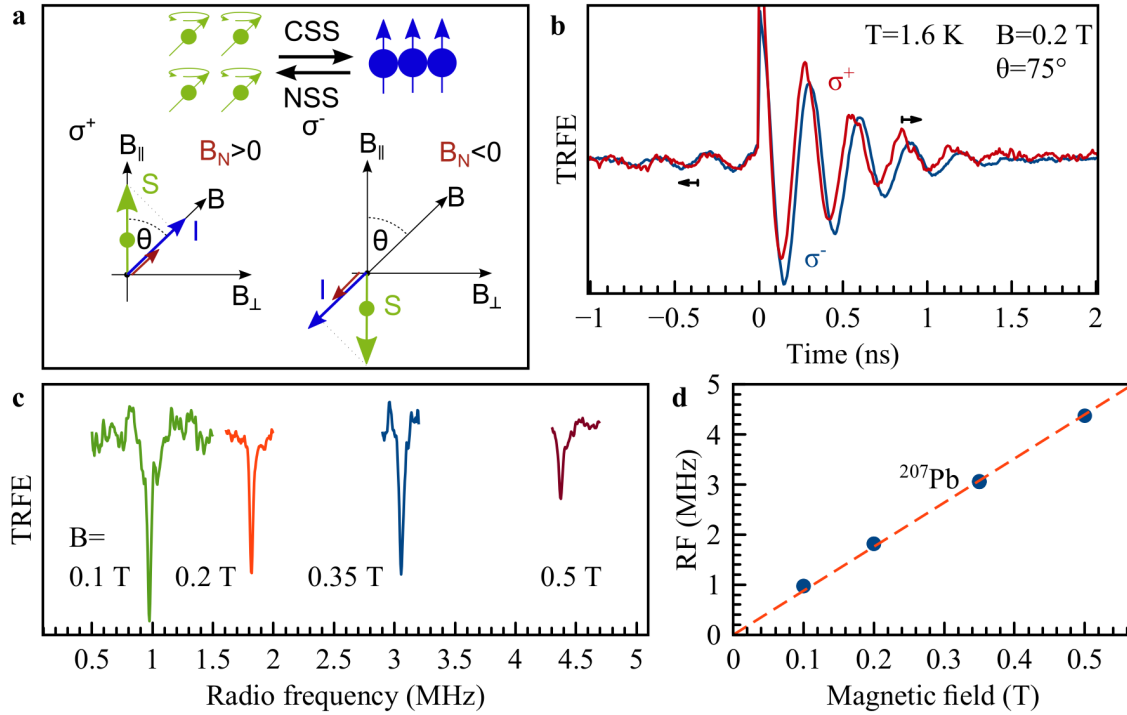 a
CSS
NSS
σ+
σ-
B∥
B_N>0
S
B
θ
I
B⊥
B∥
B_N<0
B
θ
I
S
B⊥
b
T=1.6 K B=0.2 T
θ=75°
σ+
σ-
TRFE
−1 −0.5 0 0.5 1 1.5 2
Time (ns)
c
TRFE
B=
0.1 T 0.2 T 0.35 T 0.5 T
0.5 1 1.5 2 2.5 3 3.5 4 4.5 5
Radio frequency (MHz)
d
5
4
3
2
1
0
RF (MHz)
207Pb
0 0.1 0.2 0.3 0.4 0.5
Magnetic field (T)